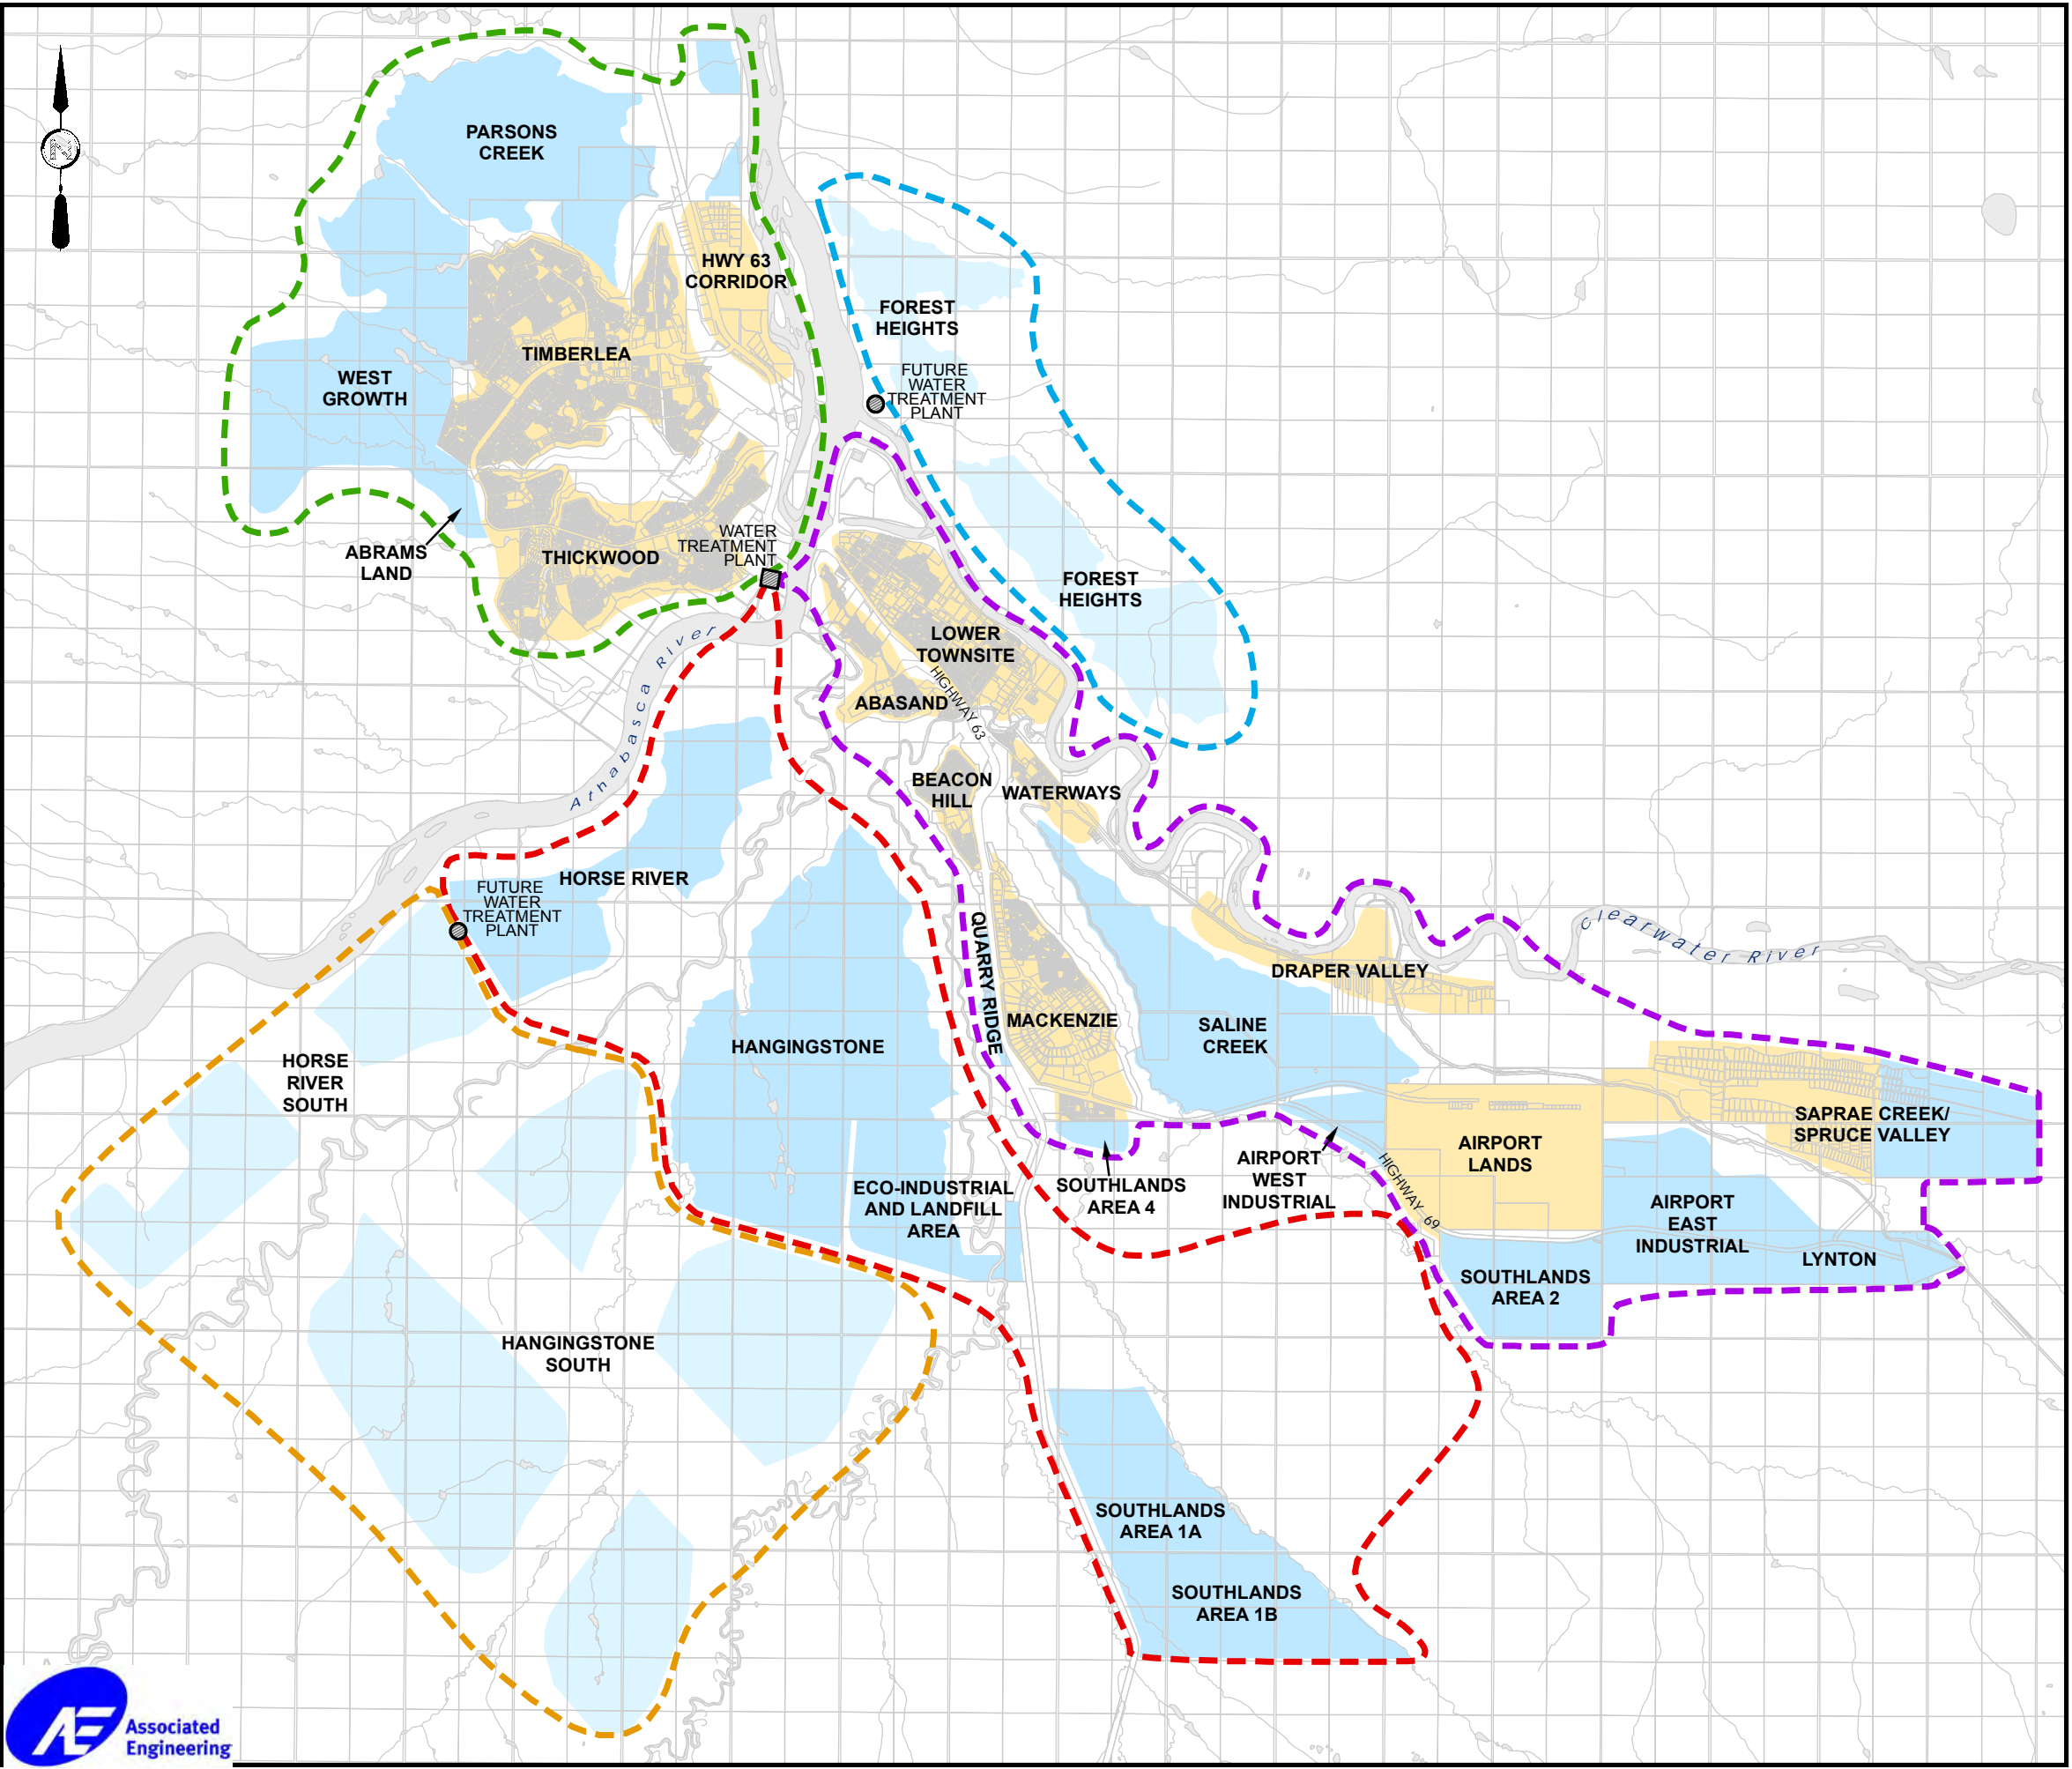 N
PARSONS
CREEK
HWY 63
CORRIDOR
FOREST
HEIGHTS
TIMBERLEA
WEST
GROWTH
FUTURE
WATER
TREATMENT
PLANT
WATER
TREATMENT
PLANT
ABRAMS
LAND
THICKWOOD
FOREST
HEIGHTS
Athabasca River
LOWER
TOWNSITE
HIGHWAY 63
ABASAND
BEACON
HILL
WATERWAYS
HORSE RIVER
FUTURE
WATER
TREATMENT
PLANT
QUARRY RIDGE
Clearwater River
DRAPER VALLEY
MACKENZIE
SALINE
CREEK
HANGINGSTONE
HORSE
RIVER
SOUTH
SAPRAE CREEK/
SPRUCE VALLEY
AIRPORT
LANDS
AIRPORT
WEST
INDUSTRIAL
HIGHWAY 69
SOUTHLANDS
AREA 4
ECO-INDUSTRIAL
AND LANDFILL
AREA
AIRPORT
EAST
INDUSTRIAL
LYNTON
SOUTHLANDS
AREA 2
HANGINGSTONE
SOUTH
SOUTHLANDS
AREA 1A
SOUTHLANDS
AREA 1B
AE
Associated
Engineering